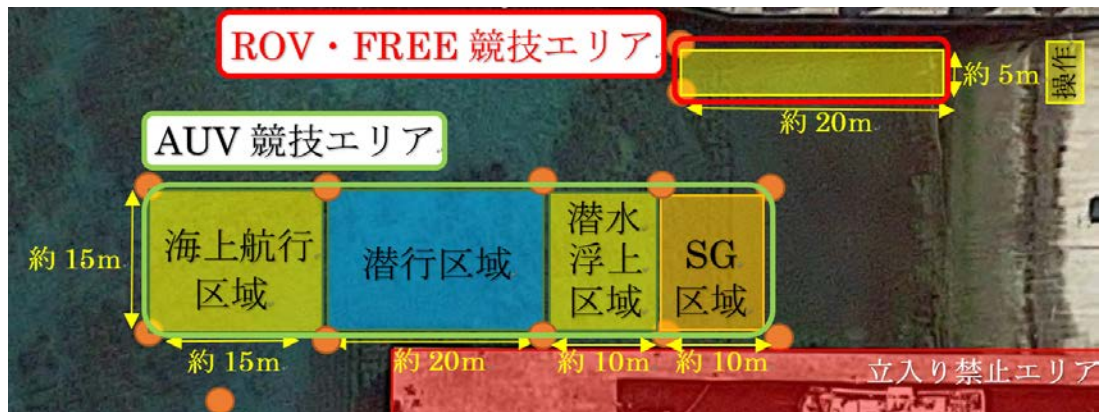 ROV・FREE 競技エリア
約 5m
操作
約 20m
AUV 競技エリア
約 15m
海上航行
区域
潜行区域
潜水
浮上
区域
SG
区域
約 15m
約 20m
約 10m
約 10m
立入り禁止エリア